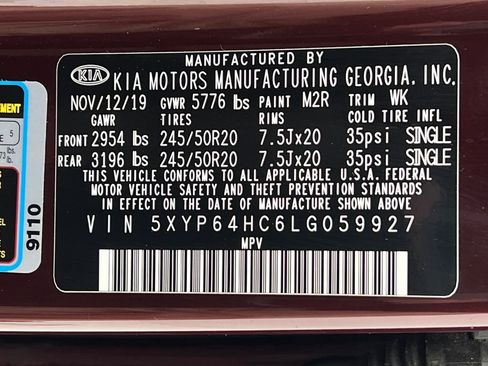 MANUFACTURED BY
KIA KIA MOTORS MANUFACTURING GEORGIA, INC.
NOV/12/19 GVWR 5776 lbs PAINT M2R TRIM WK
GAWR TIRES RIMS COLD TIRE INFL
FRONT 2954 lbs 245/50R20 7.5Jx20 35psi SINGLE
REAR 3196 lbs 245/50R20 7.5Jx20 35psi SINGLE
THIS VEHICLE CONFORMS TO ALL APPLICABLE U.S.A. FEDERAL
MOTOR VEHICLE SAFETY AND THEFT PREVENTION STANDARDS
IN EFFECT ON THE DATE OF MANUFACTURE SHOWN ABOVE.
VIN 5XYP64HC6LG059927
MPV
5
9110